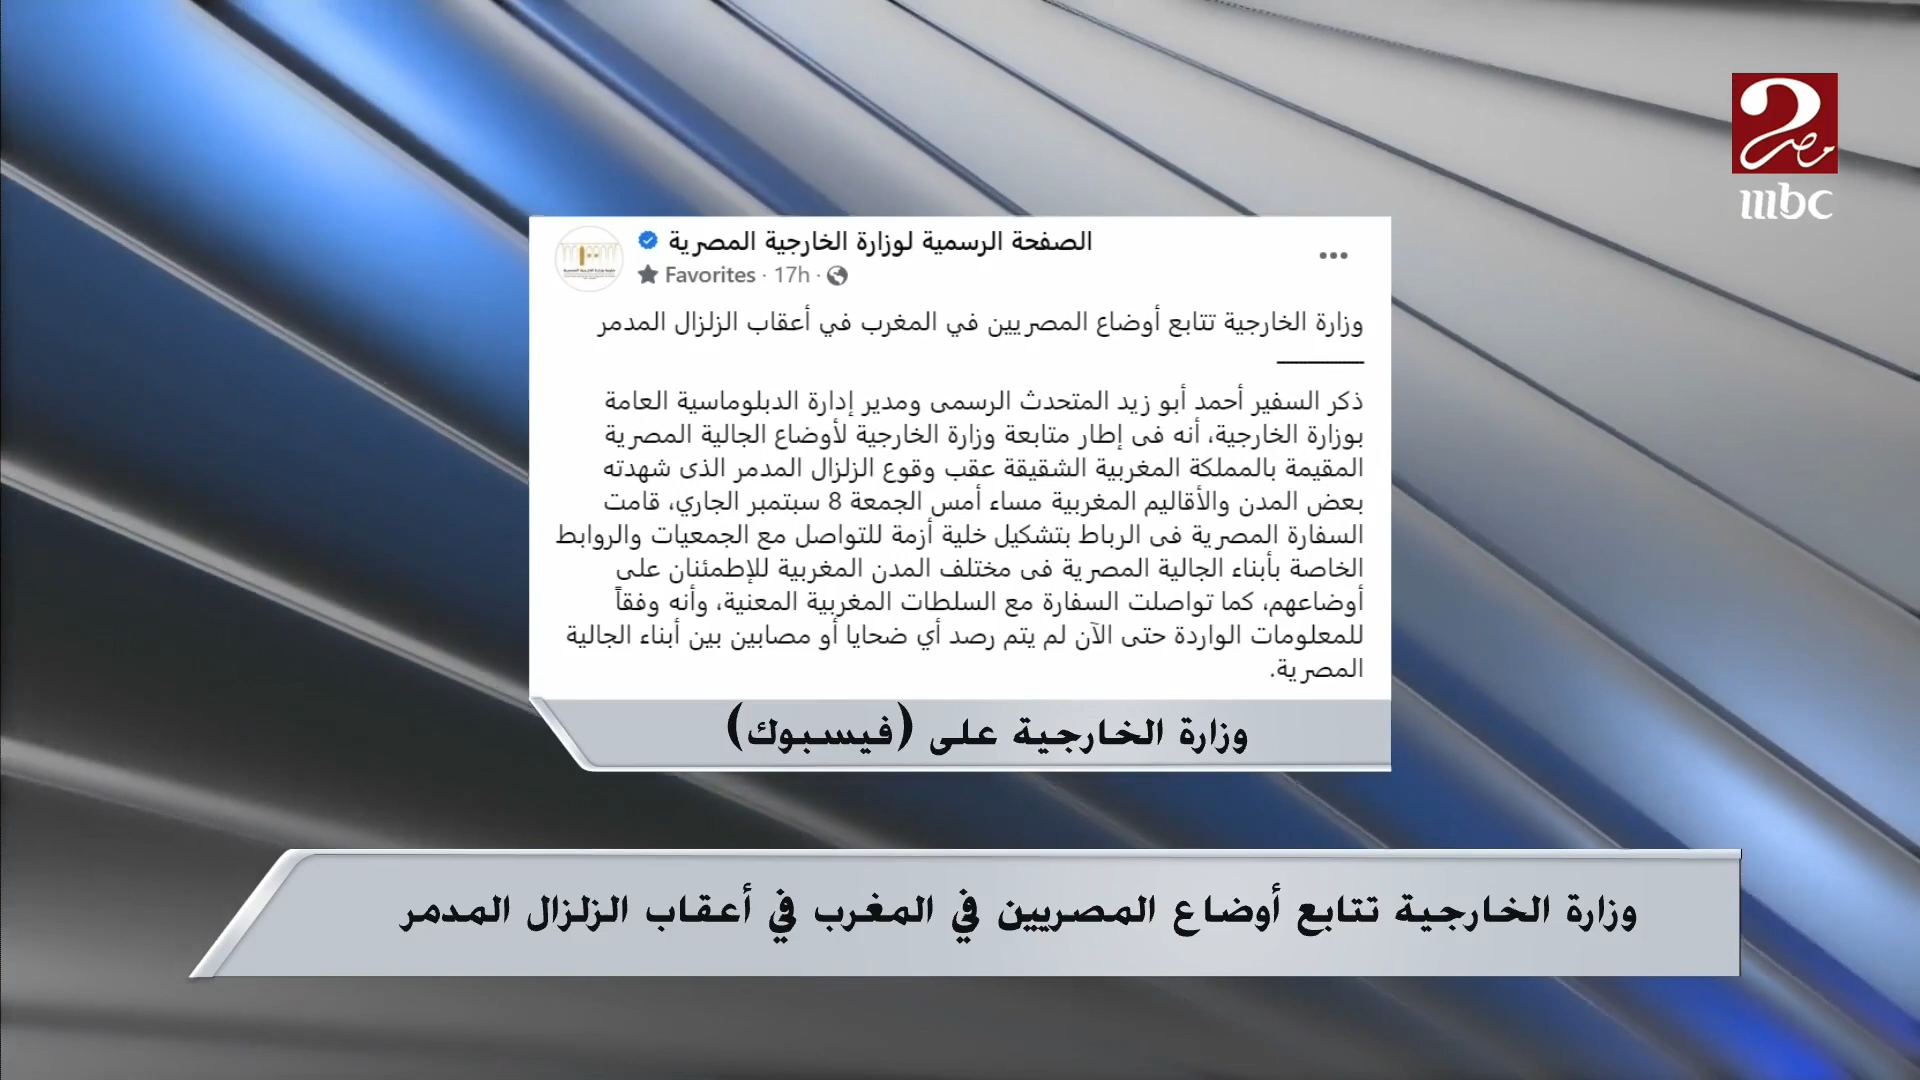 مصر
mbc
الصفحة الرسمية لوزارة الخارجية المصرية
Favorites · 17h ·
وزارة الخارجية تتابع أوضاع المصريين في المغرب في أعقاب الزلزال المدمر
ذكر السفير أحمد أبو زيد المتحدث الرسمى ومدير إدارة الدبلوماسية العامة
بوزارة الخارجية، أنه فى إطار متابعة وزارة الخارجية لأوضاع الجالية المصرية
المقيمة بالمملكة المغربية الشقيقة عقب وقوع الزلزال المدمر الذى شهدته
بعض المدن والأقاليم المغربية مساء أمس الجمعة 8 سبتمبر الجاري، قامت
السفارة المصرية فى الرباط بتشكيل خلية أزمة للتواصل مع الجمعيات والروابط
الخاصة بأبناء الجالية المصرية فى مختلف المدن المغربية للإطمئنان على
أوضاعهم، كما تواصلت السفارة مع السلطات المغربية المعنية، وأنه وفقاً
للمعلومات الواردة حتى الآن لم يتم رصد أي ضحايا أو مصابين بين أبناء الجالية
المصرية.
وزارة الخارجية على (فيسبوك)
وزارة الخارجية تتابع أوضاع المصريين في المغرب في أعقاب الزلزال المدمر